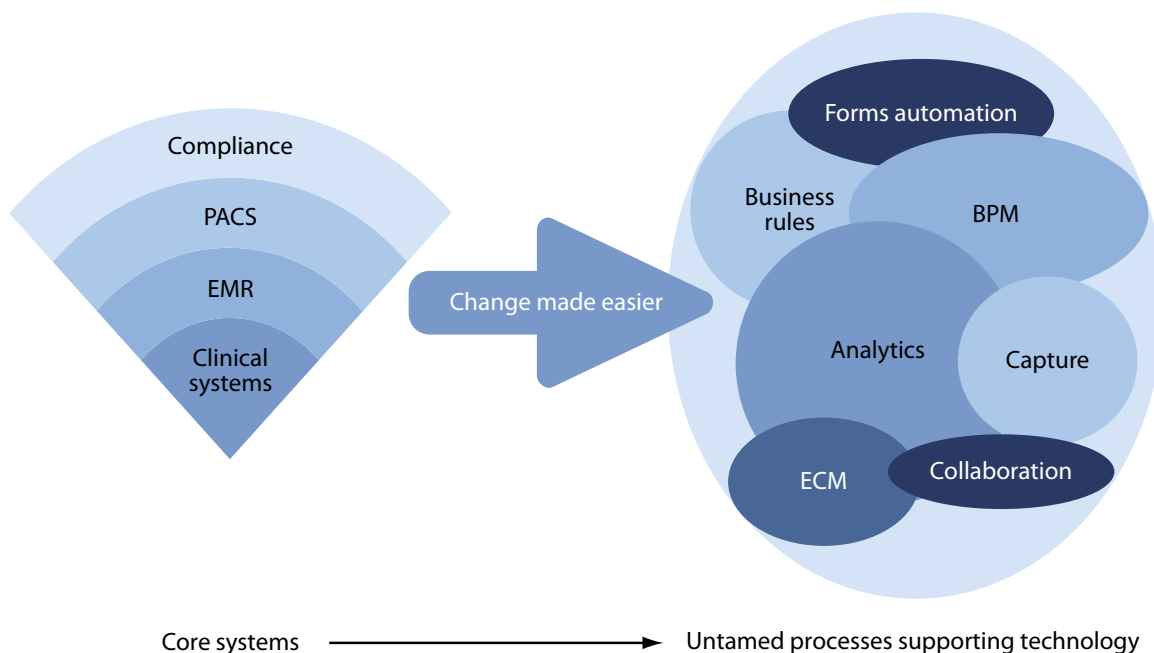 Compliance
PACS
EMR
Clinical
systems
Change made easier
Forms automation
Business
rules
BPM
Analytics
Capture
ECM
Collaboration
Core systems
Untamed processes supporting technology